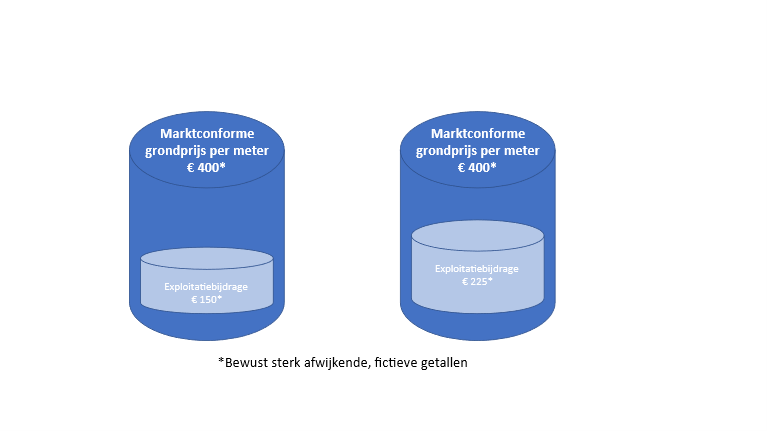 Marktconforme
grondprijs per meter
€ 400*
Exploitatiebijdrage
€ 150*
Marktconforme
grondprijs per meter
€ 400*
Exploitatiebijdrage
€ 225*
*Bewust sterk afwijkende, fictieve getallen